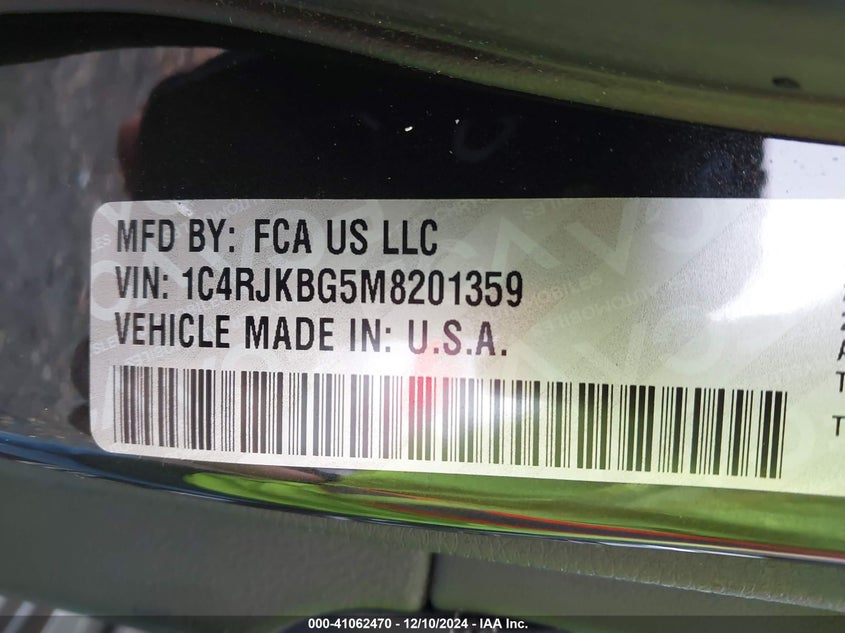 MFD BY: FCA US LLC
VIN: 1C4RJKBG5M8201359
VEHICLE MADE IN: U.S.A.
A
T
T
000-41062470 - 12/10/2024 - IAA Inc.